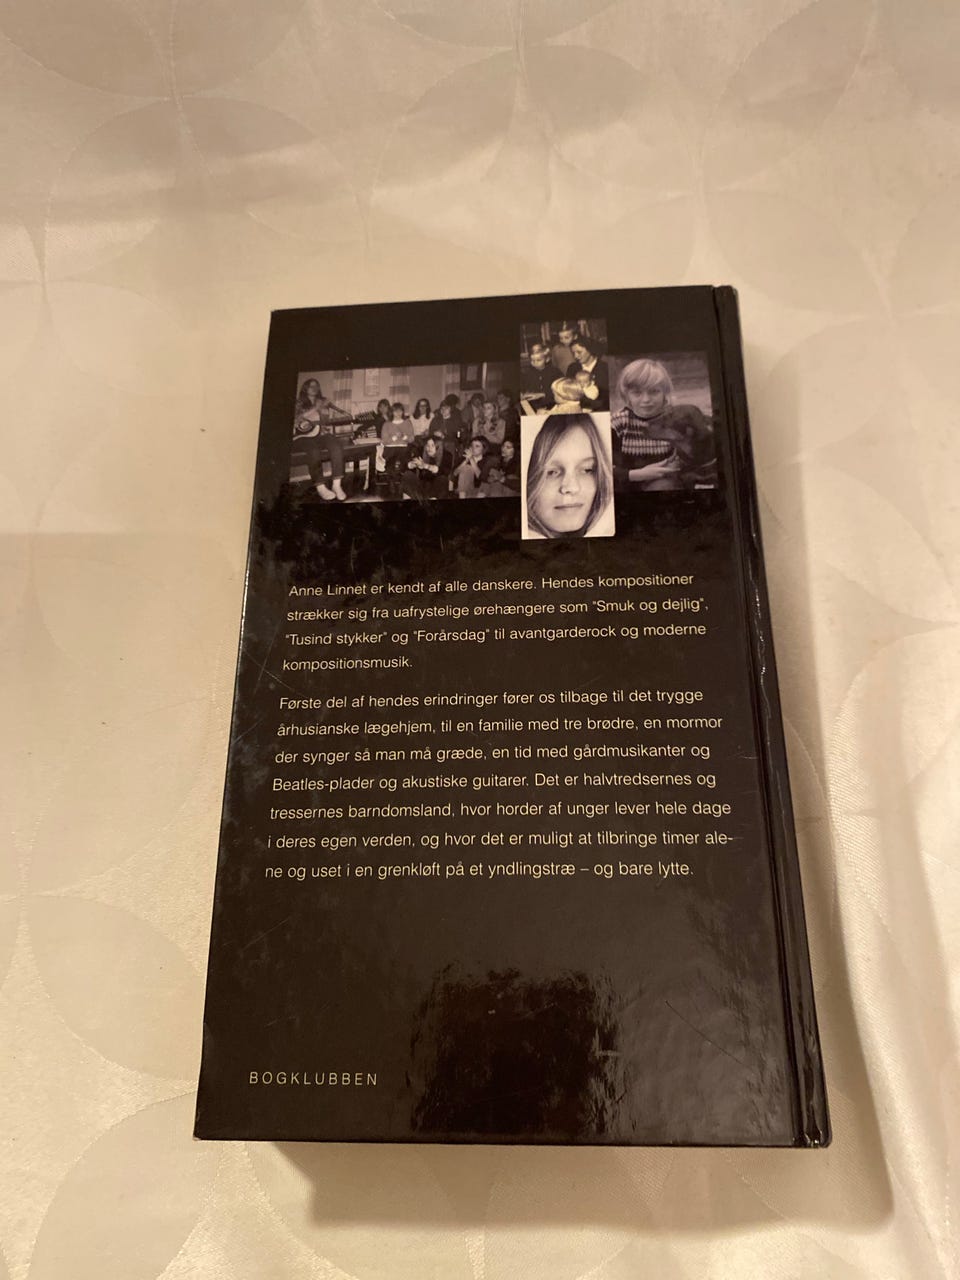 Anne Linnet er kendt af alle danskere. Hendes kompositioner
strækker sig fra uafrystelige ørehængere som "Smuk og dejlig",
"Tusind stykker" og "Forårsdag" til avantgarderock og moderne
kompositionsmusik.
Første del af hendes erindringer fører os tilbage til det trygge
århusianske lægehjem, til en familie med tre brødre, en mormor
der synger så man må græde, en tid med gårdmusikanter og
Beatles-plader og akustiske guitarer. Det er halvtredsernes og
tressernes barndomsland, hvor horder af unger lever hele dage
i deres egen verden, og hvor det er muligt at tilbringe timer ale-
ne og uset i en grenkløft på et yndlingstræ – og bare lytte.
BOGKLUBBEN